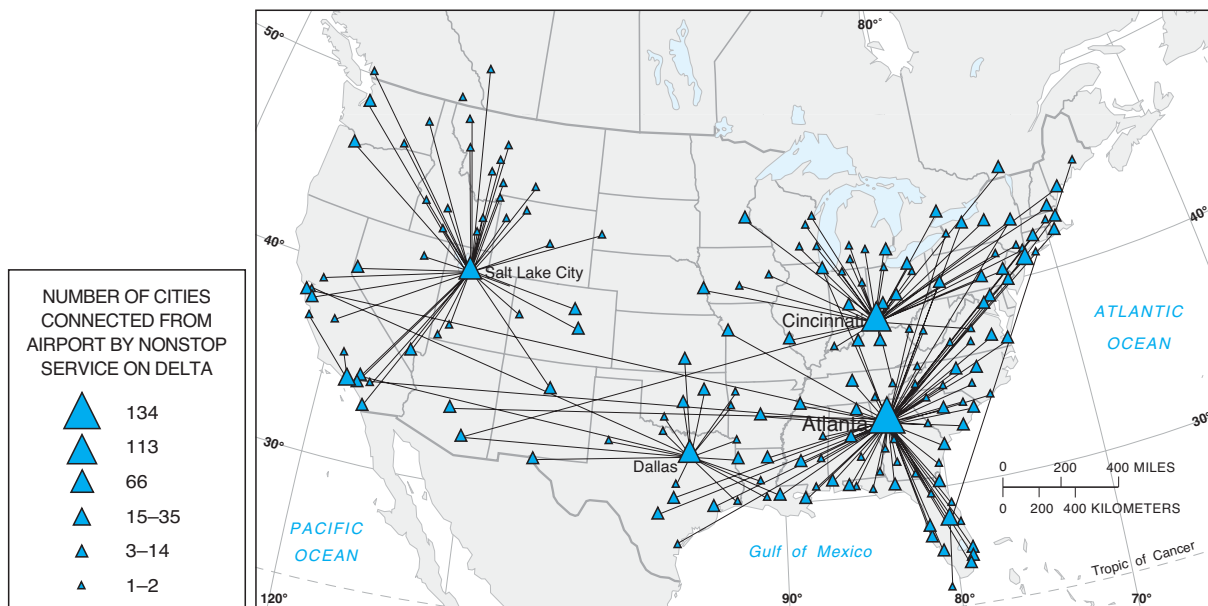 NUMBER OF CITIES
CONNECTED FROM
AIRPORT BY NONSTOP
SERVICE ON DELTA
134
113
66
15–35
3–14
1–2
50°
80°
40°
40°
30°
30°
Salt Lake City
Cincinnati
Atlanta
Dallas
ATLANTIC
OCEAN
PACIFIC
OCEAN
Gulf of Mexico
0 200 400 MILES
0 200 400 KILOMETERS
Tropic of Cancer
120°
90°
80°
70°